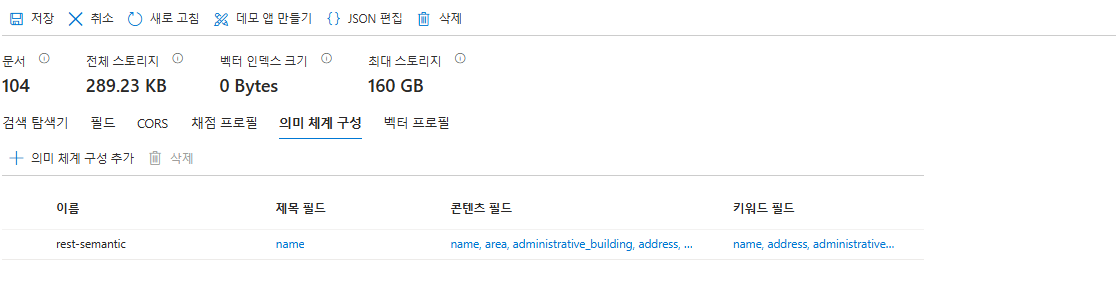 저장 취소 새로 고침 데모 앱 만들기 {} JSON 편집 삭제
문서 전체 스토리지 벡터 인덱스 크기 최대 스토리지
104 289.23 KB 0 Bytes 160 GB
검색 탐색기 필드 CORS 채점 프로필 의미 체계 구성 벡터 프로필
+ 의미 체계 구성 추가 삭제
이름 제목 필드 콘텐츠 필드 키워드 필드
rest-semantic name name, area, administrative_building, address, ... name, address, administrative...